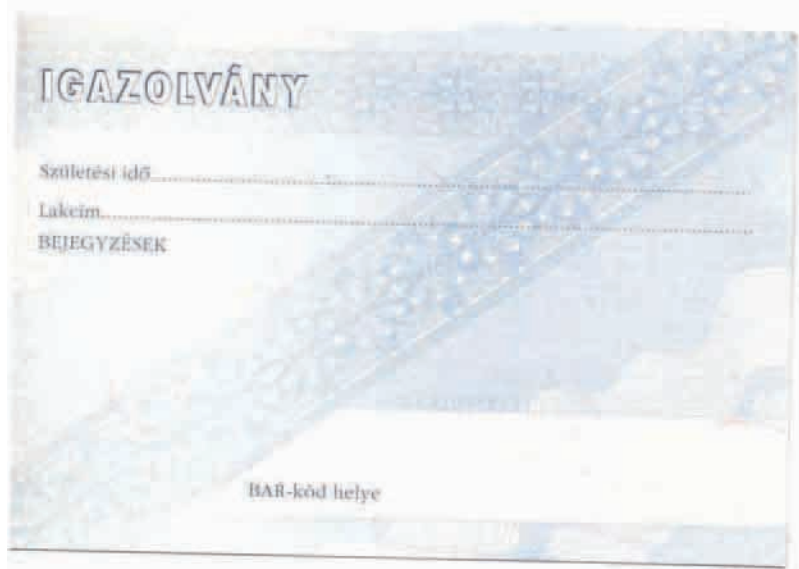 IGAZOLVÁNY
Születési idő
Lakcím
BEJEGYZÉSEK
BAR-kód helye